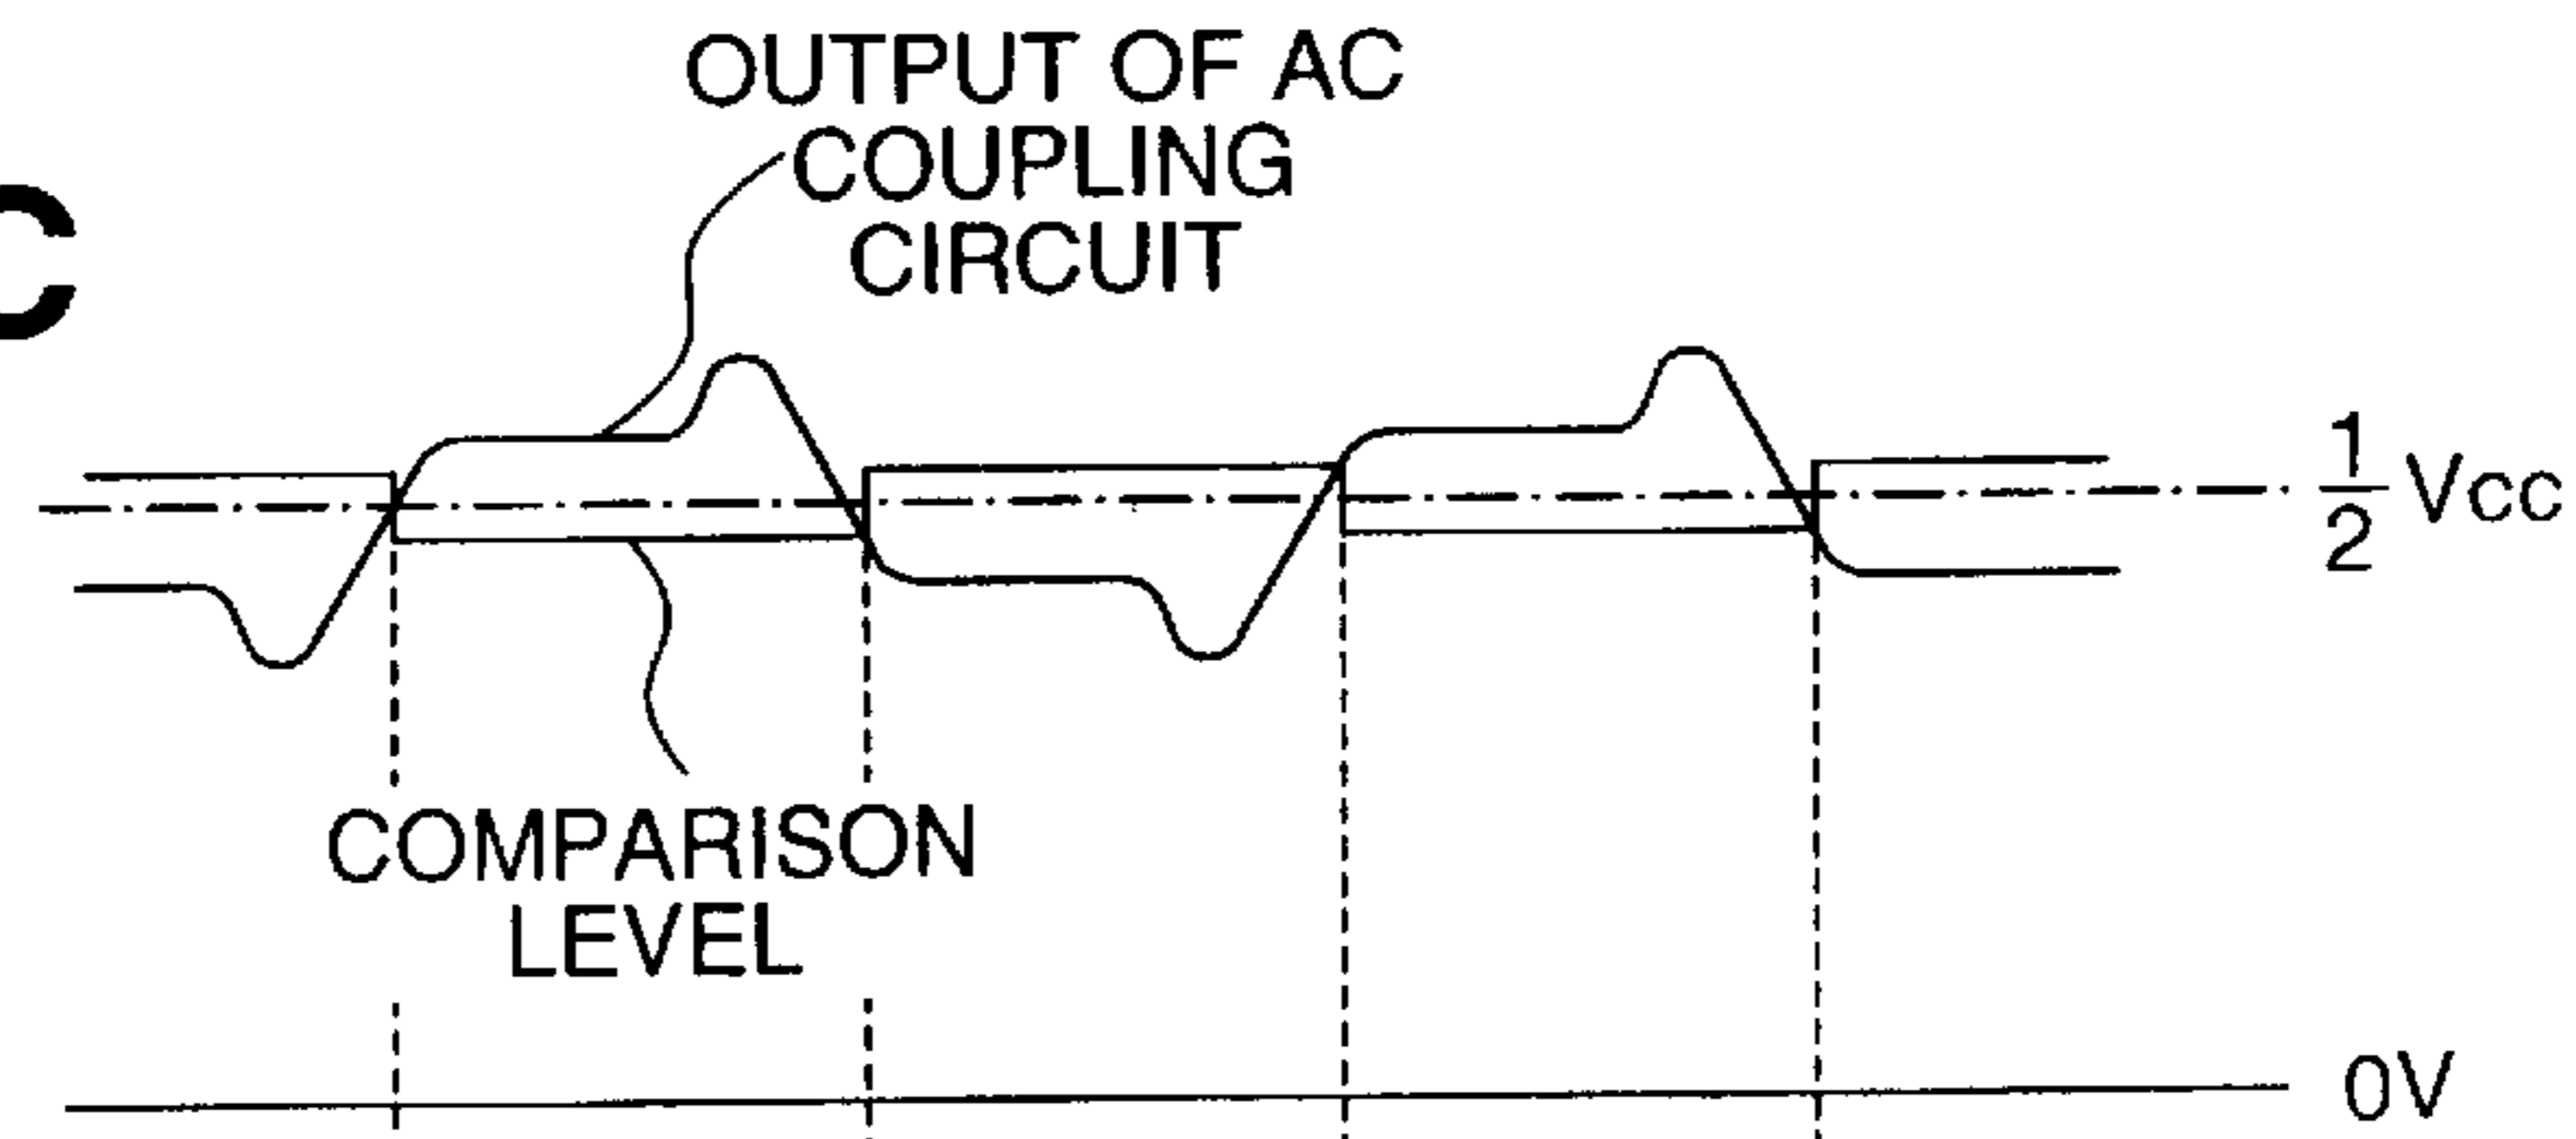 OUTPUT OF AC
COUPLING
CIRCUIT
C
1/2 Vcc
COMPARISON
LEVEL
0V